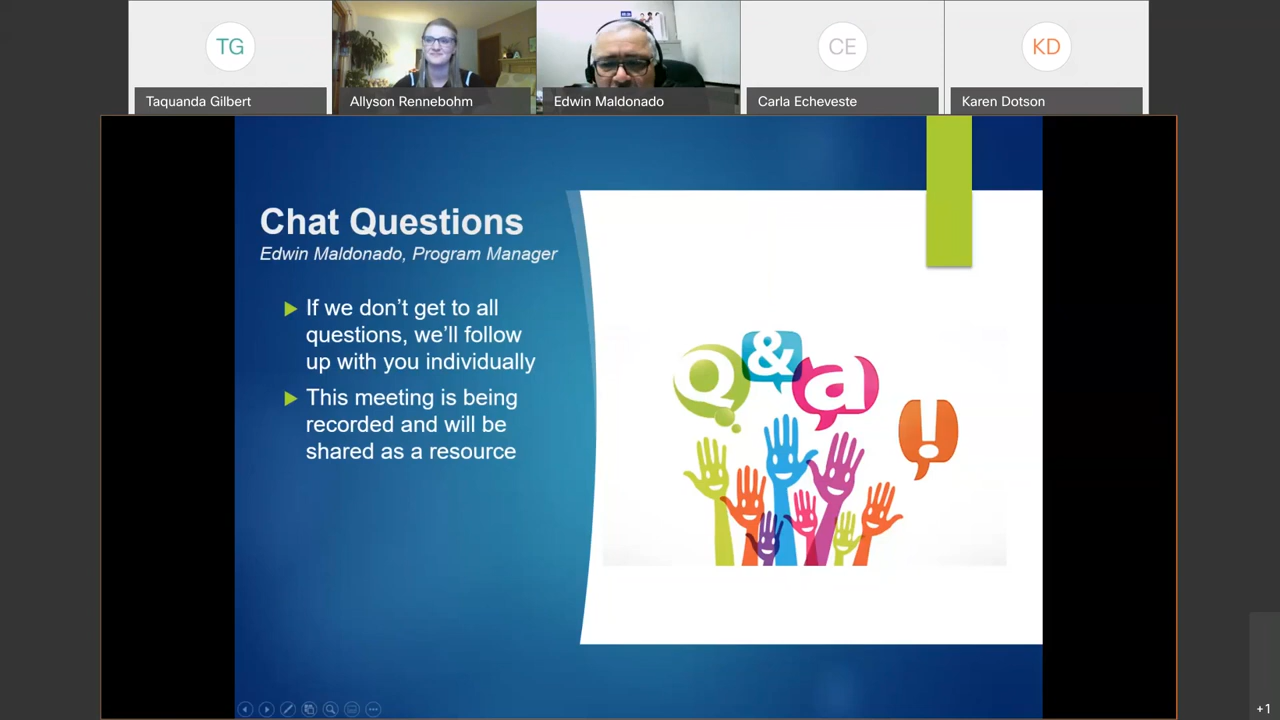 TG
CE
KD
Taquanda Gilbert
Allyson Rennebohm
Edwin Maldonado
Carla Echeveste
Karen Dotson
Chat Questions
Edwin Maldonado, Program Manager
If we don’t get to all
questions, we’ll follow
up with you individually
This meeting is being
recorded and will be
shared as a resource
Q & a !
+1